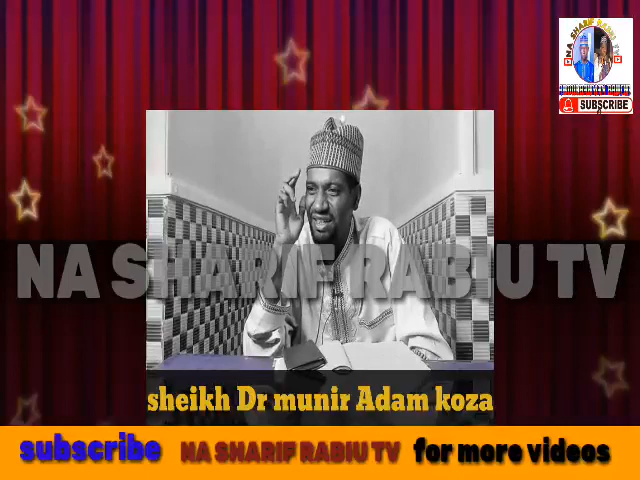 NA SHARIF RABIU TV
SUBSCRIBE
NA SHARIF RABIU TV
sheikh Dr munir Adam koza
subscribe NA SHARIF RABIU TV for more videos